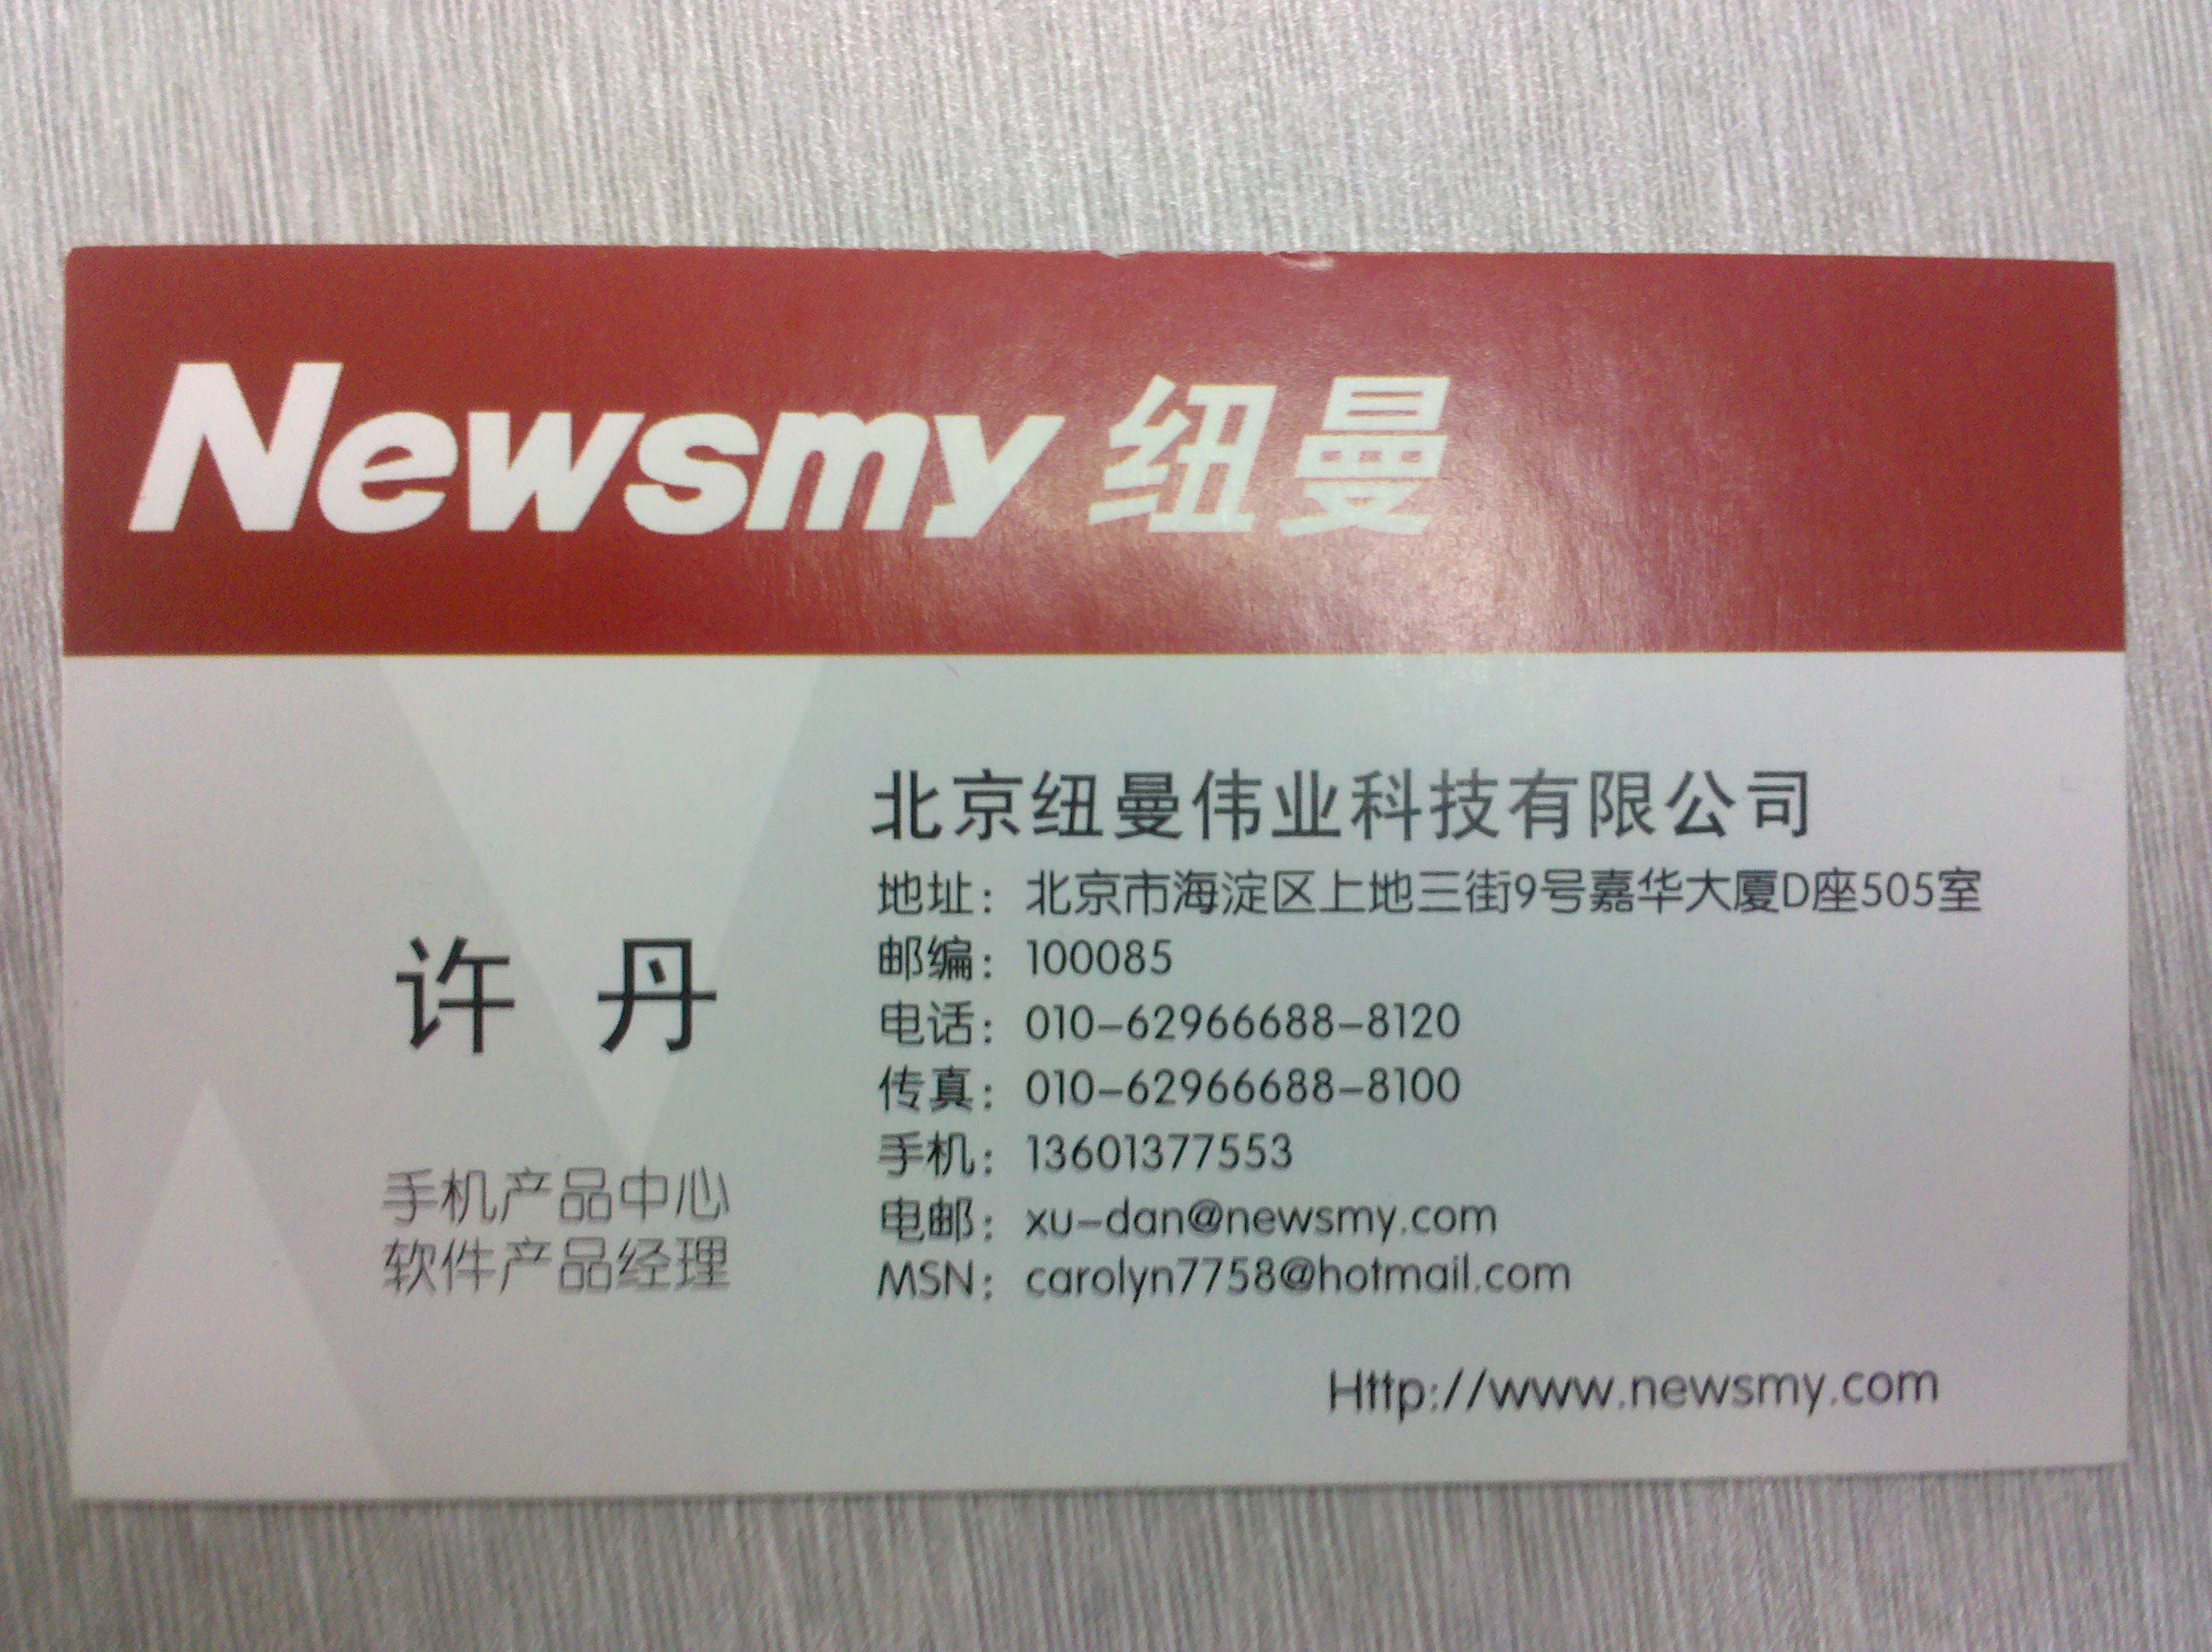 Newsmy 纽曼
北京纽曼伟业科技有限公司
地址：北京市海淀区上地三街9号嘉华大厦D座505室
邮编：100085
电话：010-62966688-8120
传真：010-62966688-8100
手机：13601377553
电邮：xu-dan@newsmy.com
MSN：carolyn7758@hotmail.com
许 丹
手机产品中心
软件产品经理
Http://www.newsmy.com